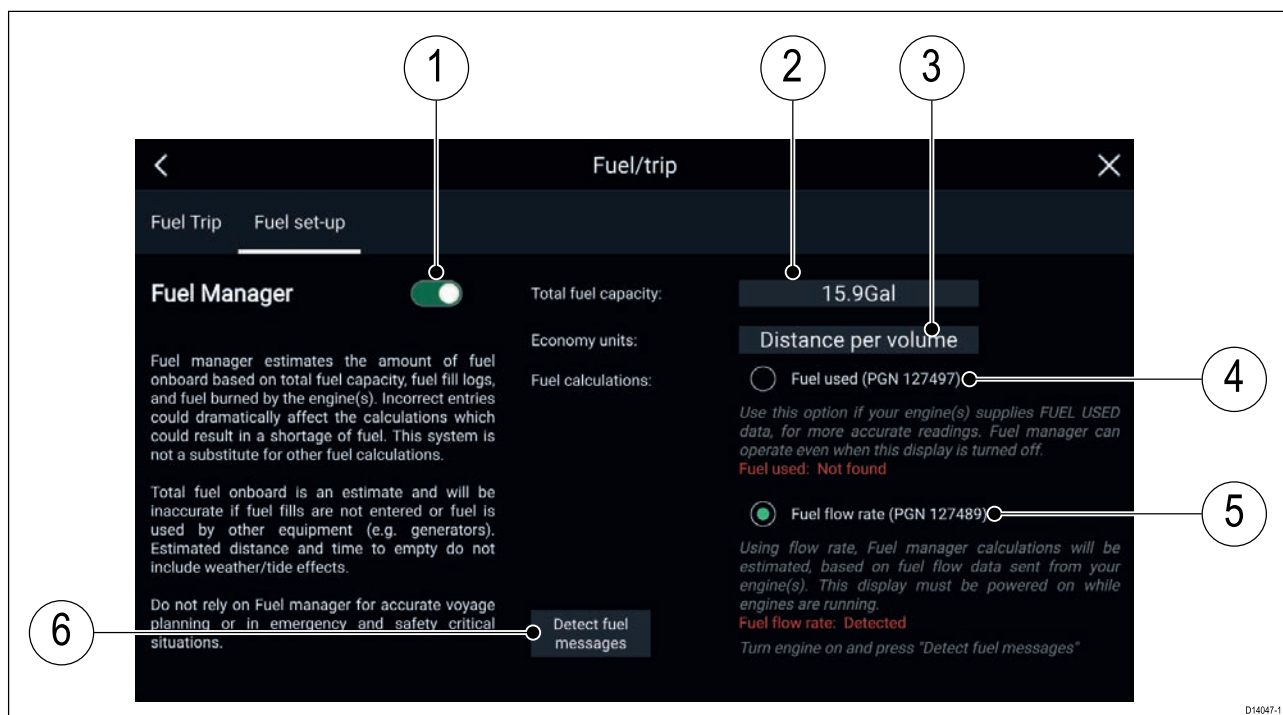 1
2
3
Fuel/trip
Fuel Trip
Fuel set-up
Fuel Manager
Fuel manager estimates the amount of fuel
onboard based on total fuel capacity, fuel fill logs,
and fuel burned by the engine(s). Incorrect entries
could dramatically affect the calculations which
could result in a shortage of fuel. This system is
not a substitute for other fuel calculations.
Total fuel onboard is an estimate and will be
inaccurate if fuel fills are not entered or fuel is
used by other equipment (e.g. generators).
Estimated distance and time to empty do not
include weather/tide effects.
Do not rely on Fuel manager for accurate voyage
planning or in emergency and safety critical
situations.
6
Total fuel capacity:
15.9Gal
Economy units:
Distance per volume
Fuel calculations:
Fuel used (PGN 127497)
4
Use this option if your engine(s) supplies FUEL USED
data, for more accurate readings. Fuel manager can
operate even when this display is turned off.
Fuel used: Not found
Fuel flow rate (PGN 127489)
5
Using flow rate, Fuel manager calculations will be
estimated, based on fuel flow data sent from your
engine(s). This display must be powered on while
engines are running.
Fuel flow rate: Detected
Turn engine on and press "Detect fuel messages"
Detect fuel
messages
D14047-1